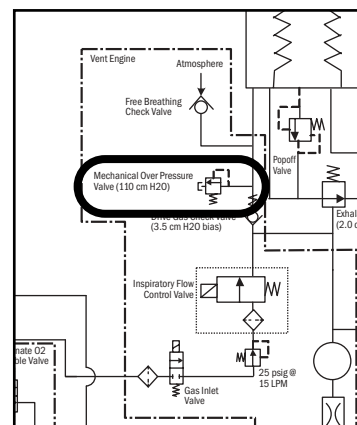 Vent Engine
Atmosphere
Free Breathing
Check Valve
Mechanical Over Pressure
Valve (110 cm H2O)
Popoff
Valve
Drive Gas Check Valve
(3.5 cm H2O bias)
Exhal
(2.0 c
Inspiratory Flow
Control Valve
25 psig @
15 LPM
nate O2
ble Valve
Gas Inlet
Valve